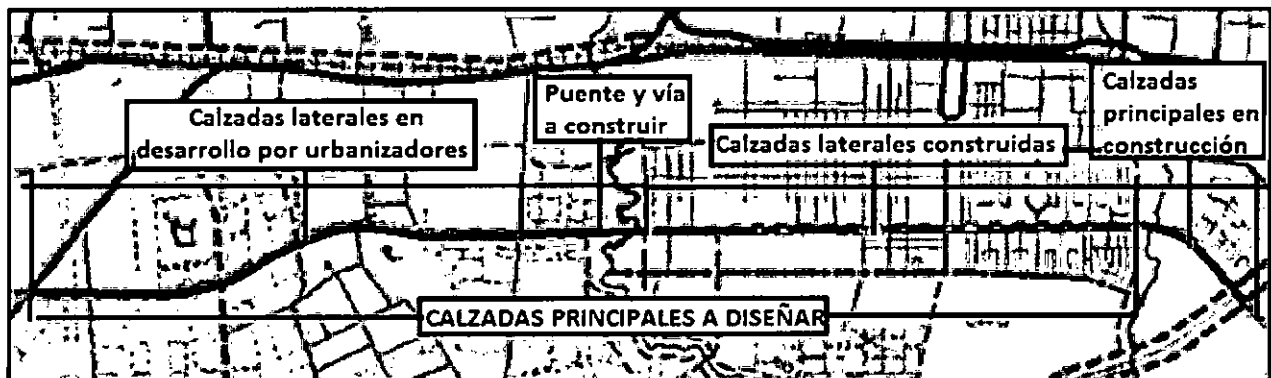 Calzadas laterales en
desarrollo por urbanizadores
Puente y vía
a construir
Calzadas laterales construidas
Calzadas
principales en
construcción
CALZADAS PRINCIPALES A DISEÑAR